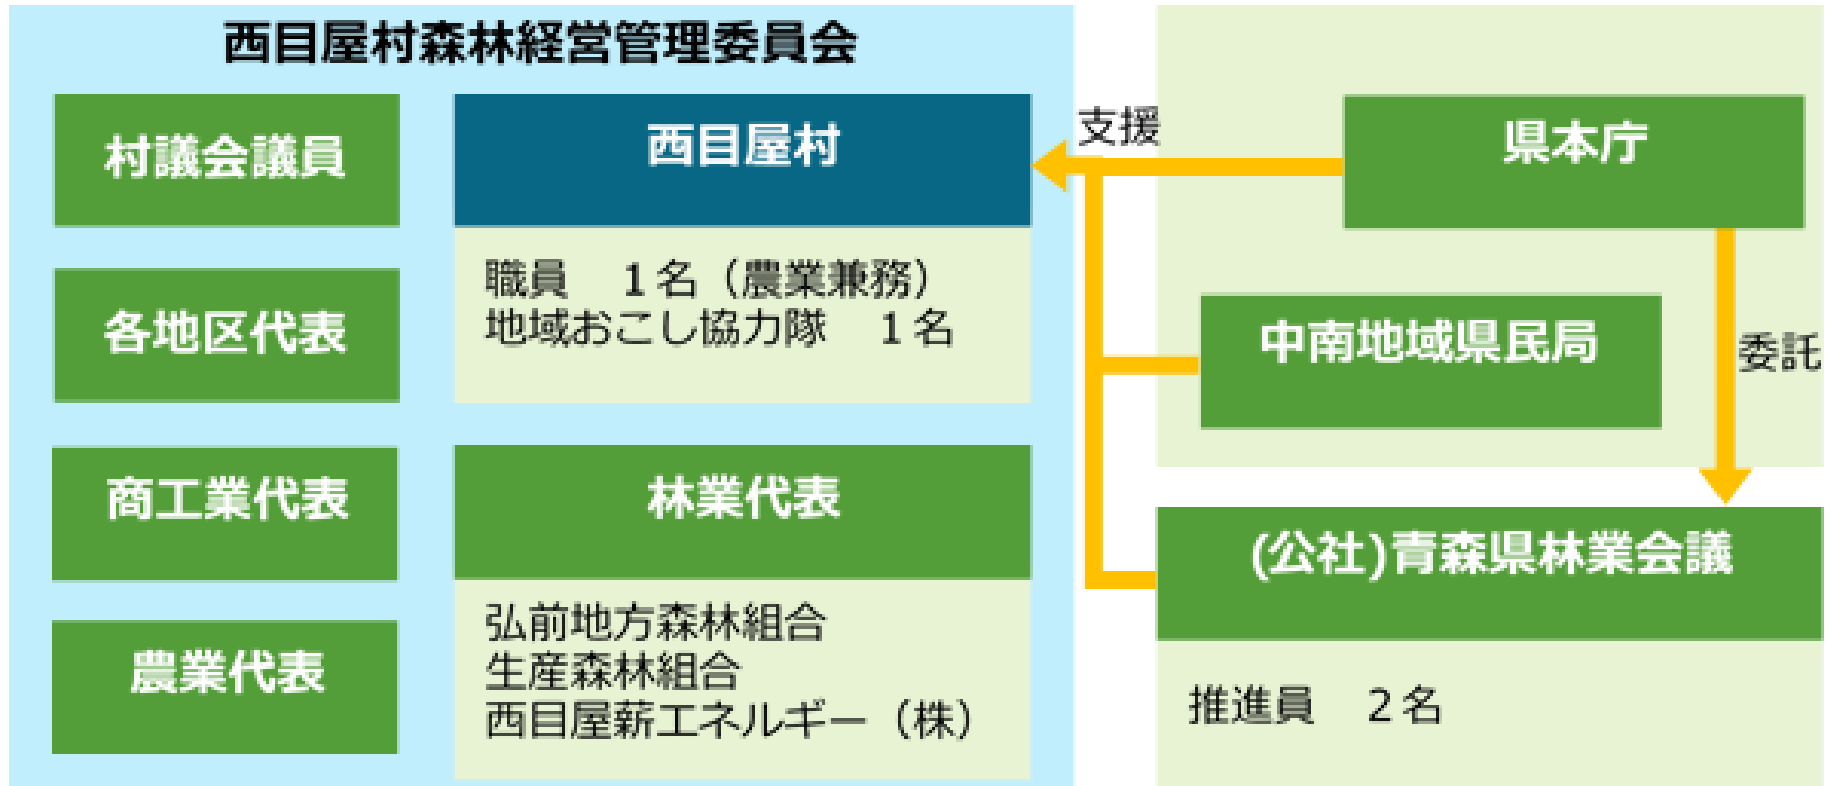 西目屋村森林経営管理委員会
村議会議員
各地区代表
商工業代表
農業代表
西目屋村
職員　１名（農業兼務）
地域おこし協力隊　１名
林業代表
弘前地方森林組合
生産森林組合
西目屋薪エネルギー（株）
支援
県本庁
中南地域県民局
委託
(公社)青森県林業会議
推進員　２名